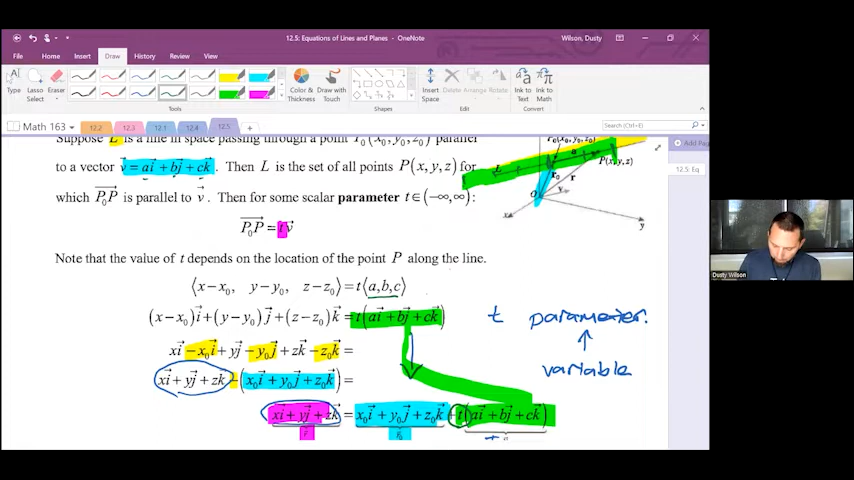 12.5: Equations of Lines and Planes - OneNote
Wilson, Dusty
File Home Insert Draw History Review View
Type Lasso Select Eraser Color & Thickness Draw with Touch Insert Space Delete Arrange Rotate Ink to Text Ink to Math
Tools Shapes Edit Convert
Math 163 12.2 12.3 12.1 12.4 12.5 + Search (Ctrl+E)
Add Page
12.5: Eq
Suppose L is a line in space passing through a point P₀(x₀, y₀, z₀) parallel
to a vector v⃗ = ai⃗ + bj⃗ + ck⃗. Then L is the set of all points P(x, y, z) for
which P₀P⃗ is parallel to v⃗. Then for some scalar parameter t ∈ (−∞, ∞):
P₀P⃗ = tv⃗
Note that the value of t depends on the location of the point P along the line.
⟨x − x₀, y − y₀, z − z₀⟩ = t⟨a, b, c⟩
(x − x₀)i⃗ + (y − y₀)j⃗ + (z − z₀)k⃗ = t(ai⃗ + bj⃗ + ck⃗)
t parameter.
xi⃗ − x₀i⃗ + yj⃗ − y₀j⃗ + zk⃗ − z₀k⃗ =
variable
xi⃗ + yj⃗ + zk⃗ − (x₀i⃗ + y₀j⃗ + z₀k⃗) =
xi⃗ + yj⃗ + zk⃗ = x₀i⃗ + y₀j⃗ + z₀k⃗ + t(ai⃗ + bj⃗ + ck⃗)
r⃗ r⃗₀
P₀(x₀, y₀, z₀)
a
L P(x, y, z)
r₀
r
O v
x y
Dusty Wilson